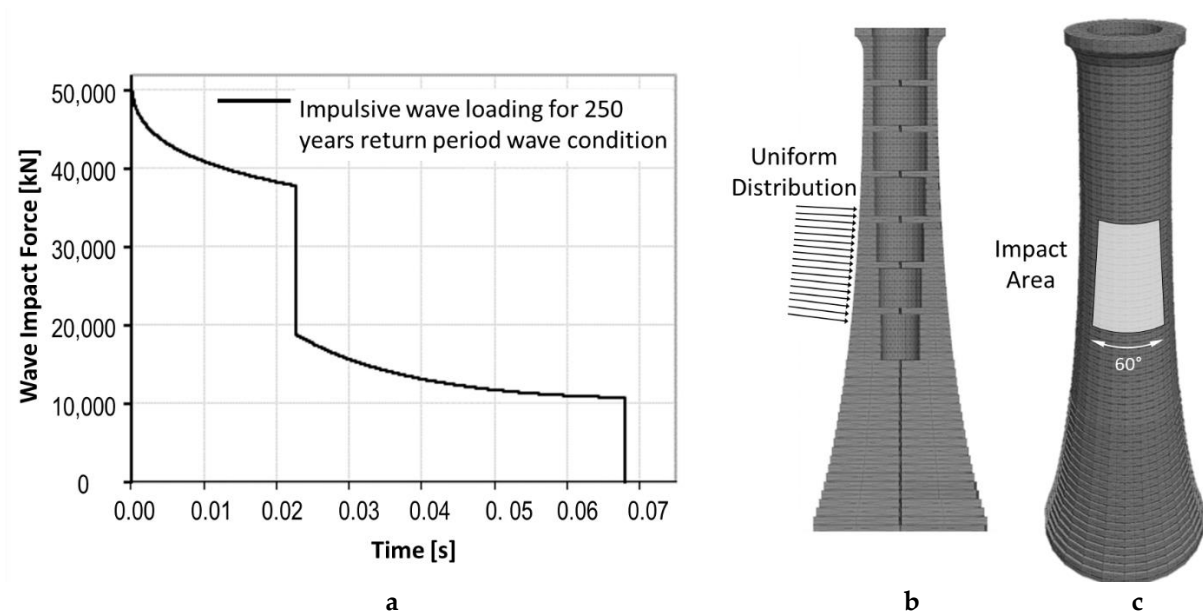 50,000
40,000
30,000
20,000
10,000
0
Wave Impact Force [kN]
Impulsive wave loading for 250
years return period wave condition
0.00 0.01 0.02 0.03 0.04 0. 05 0.06 0.07
Time [s]
a
Uniform
Distribution
b
Impact
Area
60°
c